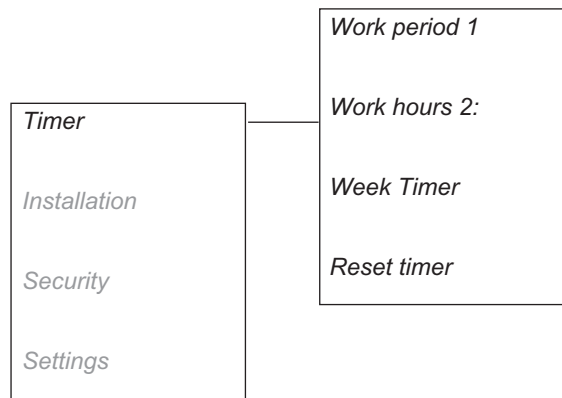 Timer
Installation
Security
Settings
Work period 1
Work hours 2:
Week Timer
Reset timer